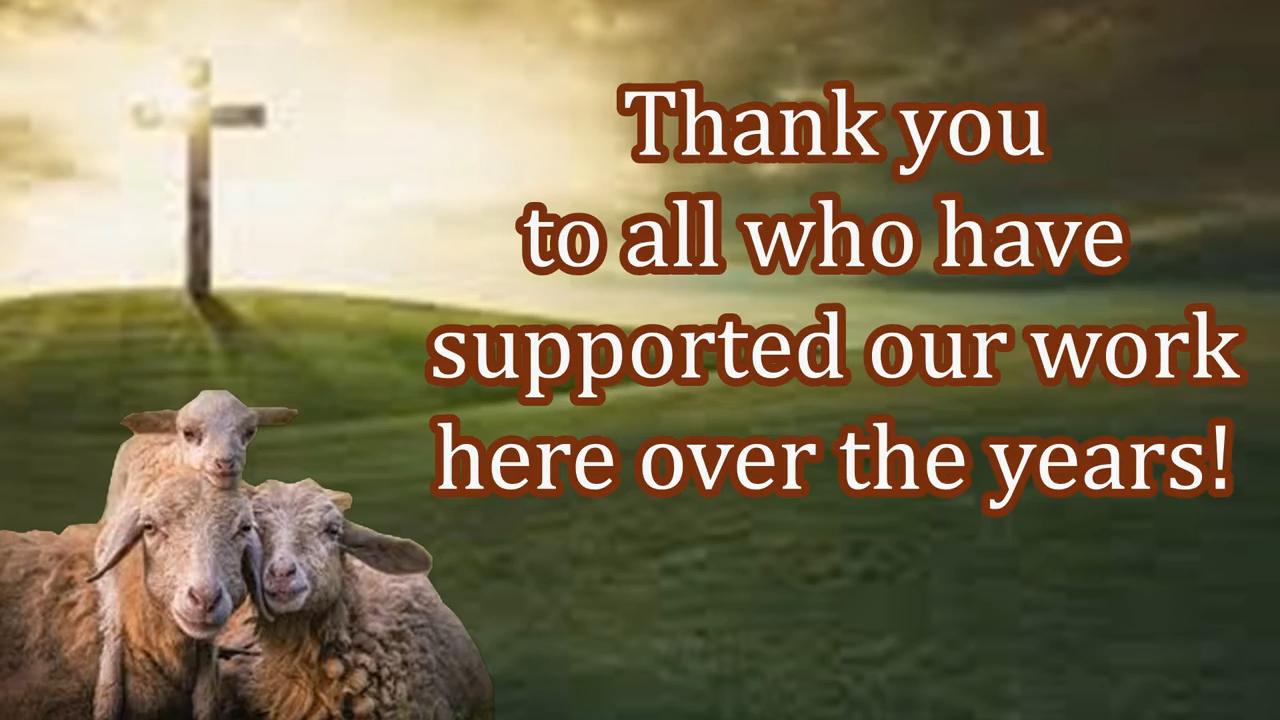 Thank you
to all who have
supported our work
here over the years!